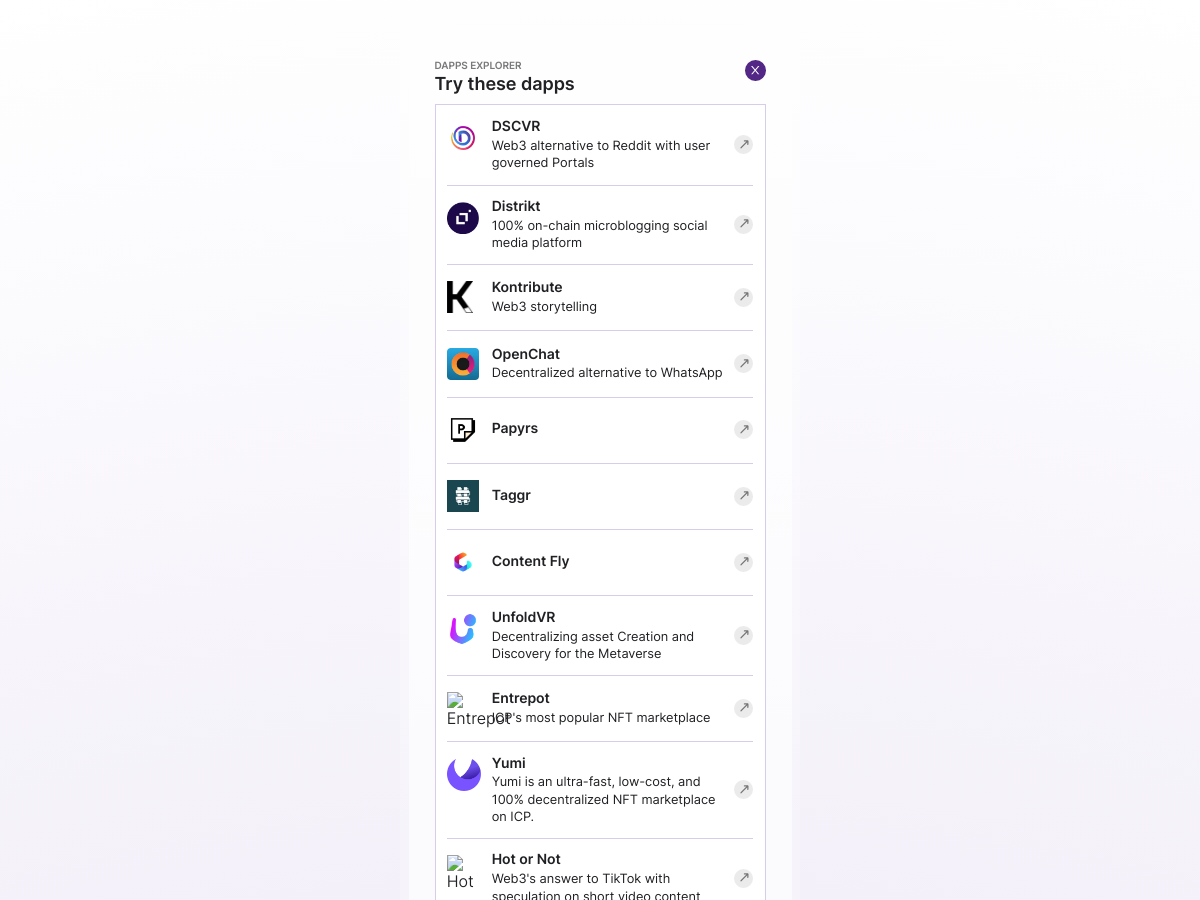 DAPPS EXPLORER
Try these dapps
X
DSCVR
Web3 alternative to Reddit with user
governed Portals
Distrikt
100% on-chain microblogging social
media platform
Kontribute
Web3 storytelling
OpenChat
Decentralized alternative to WhatsApp
Papyrs
Taggr
Content Fly
UnfoldVR
Decentralizing asset Creation and
Discovery for the Metaverse
Entrepot
Entrepot
ICP's most popular NFT marketplace
Yumi
Yumi is an ultra-fast, low-cost, and
100% decentralized NFT marketplace
on ICP.
Hot or Not
Hot
Web3's answer to TikTok with
speculation on short video content